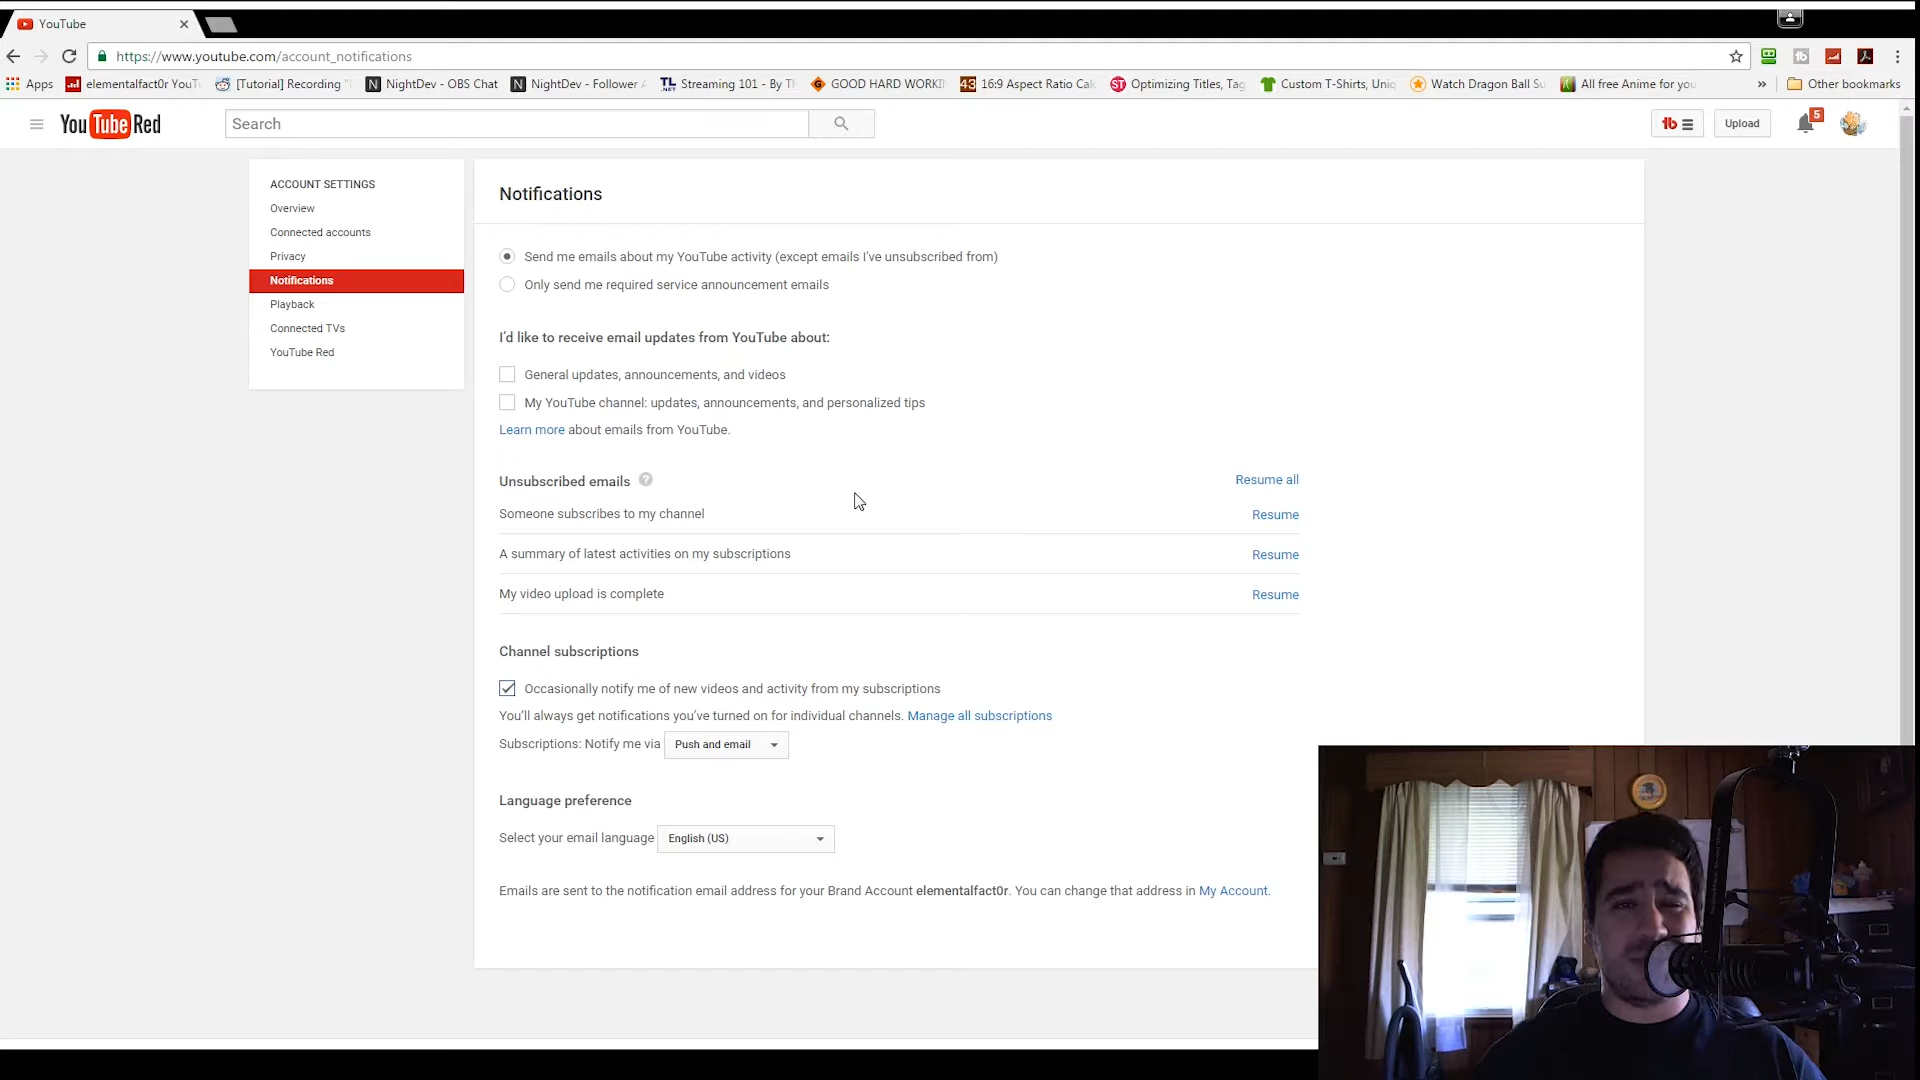 YouTube
https://www.youtube.com/account_notifications
Apps elementalfact0r YouTu [Tutorial] Recording " NightDev - OBS Chat NightDev - Follower A Streaming 101 - By Th GOOD HARD WORKIN 43 16:9 Aspect Ratio Calc ST Optimizing Titles, Tag Custom T-Shirts, Uniq Watch Dragon Ball Su All free Anime for you » Other bookmarks
YouTube Red
Search
Upload
5
ACCOUNT SETTINGS
Overview
Connected accounts
Privacy
Notifications
Playback
Connected TVs
YouTube Red
Notifications
Send me emails about my YouTube activity (except emails I've unsubscribed from)
Only send me required service announcement emails
I'd like to receive email updates from YouTube about:
General updates, announcements, and videos
My YouTube channel: updates, announcements, and personalized tips
Learn more about emails from YouTube.
Unsubscribed emails ? Resume all
Someone subscribes to my channel Resume
A summary of latest activities on my subscriptions Resume
My video upload is complete Resume
Channel subscriptions
Occasionally notify me of new videos and activity from my subscriptions
You'll always get notifications you've turned on for individual channels. Manage all subscriptions
Subscriptions: Notify me via Push and email
Language preference
Select your email language English (US)
Emails are sent to the notification email address for your Brand Account elementalfact0r. You can change that address in My Account.